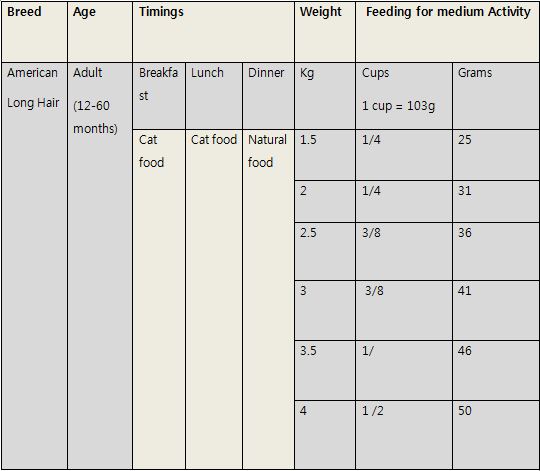 Breed Age Timings Weight Feeding for medium Activity
American Adult Breakfa Lunch Dinner Kg Cups Grams
Long Hair (12-60 st 1 cup = 103g
months)
Cat Cat food Natural 1.5 1/4 25
food food
2 1/4 31
2.5 3/8 36
3 3/8 41
3.5 1/ 46
4 1 /2 50